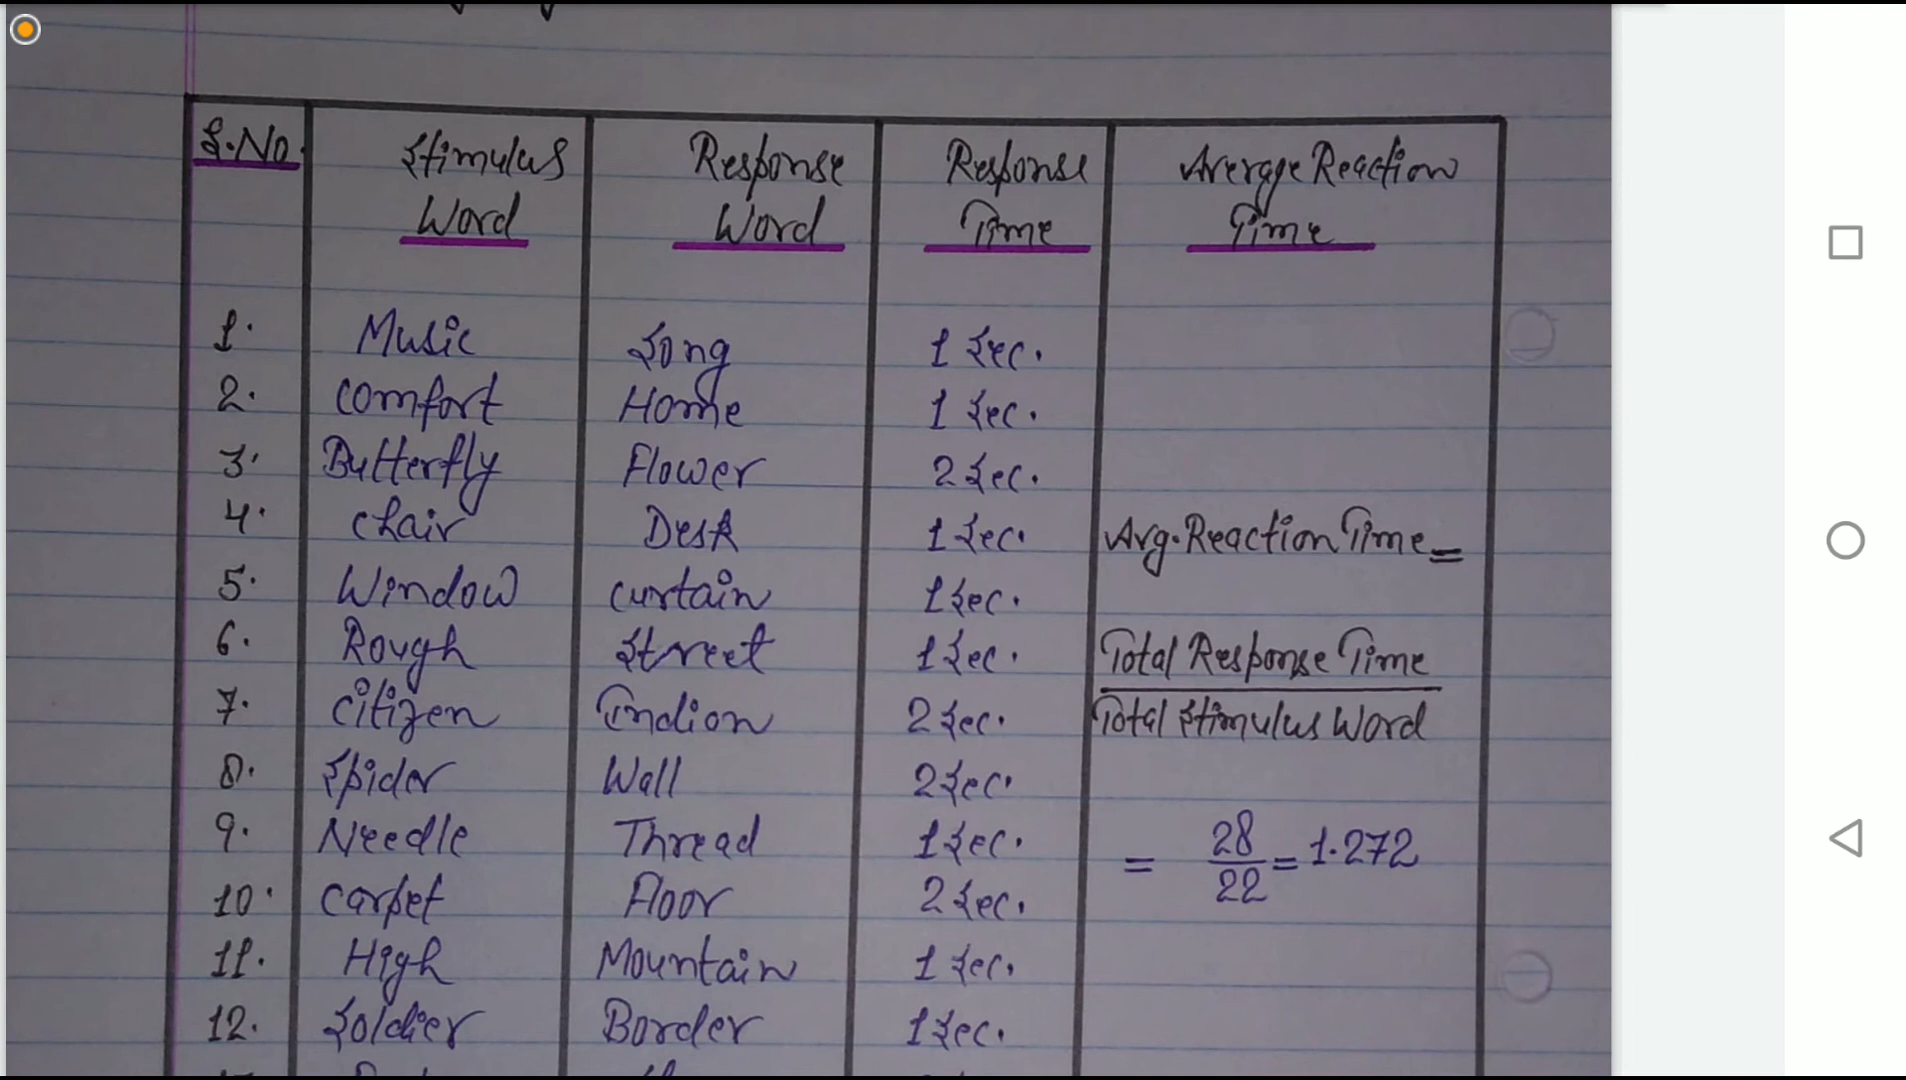 S.No. Stimulus Word Response Word Response Time Average Reaction Time
1. Music Song 1 Sec.
2. Comfort Home 1 Sec.
3. Butterfly Flower 2 Sec.
4. Chair Desk 1 Sec. Avg. Reaction Time =
5. Window Curtain 1 Sec.
6. Rough Street 1 Sec. Total Response Time
7. Citizen Indion 2 Sec. Total Stimulus Word
8. Spider Wall 2 Sec.
9. Needle Thread 1 Sec. = 28/22 = 1.272
10. Carpet Floor 2 Sec.
11. High Mountain 1 Sec.
12. Soldier Border 1 Sec.